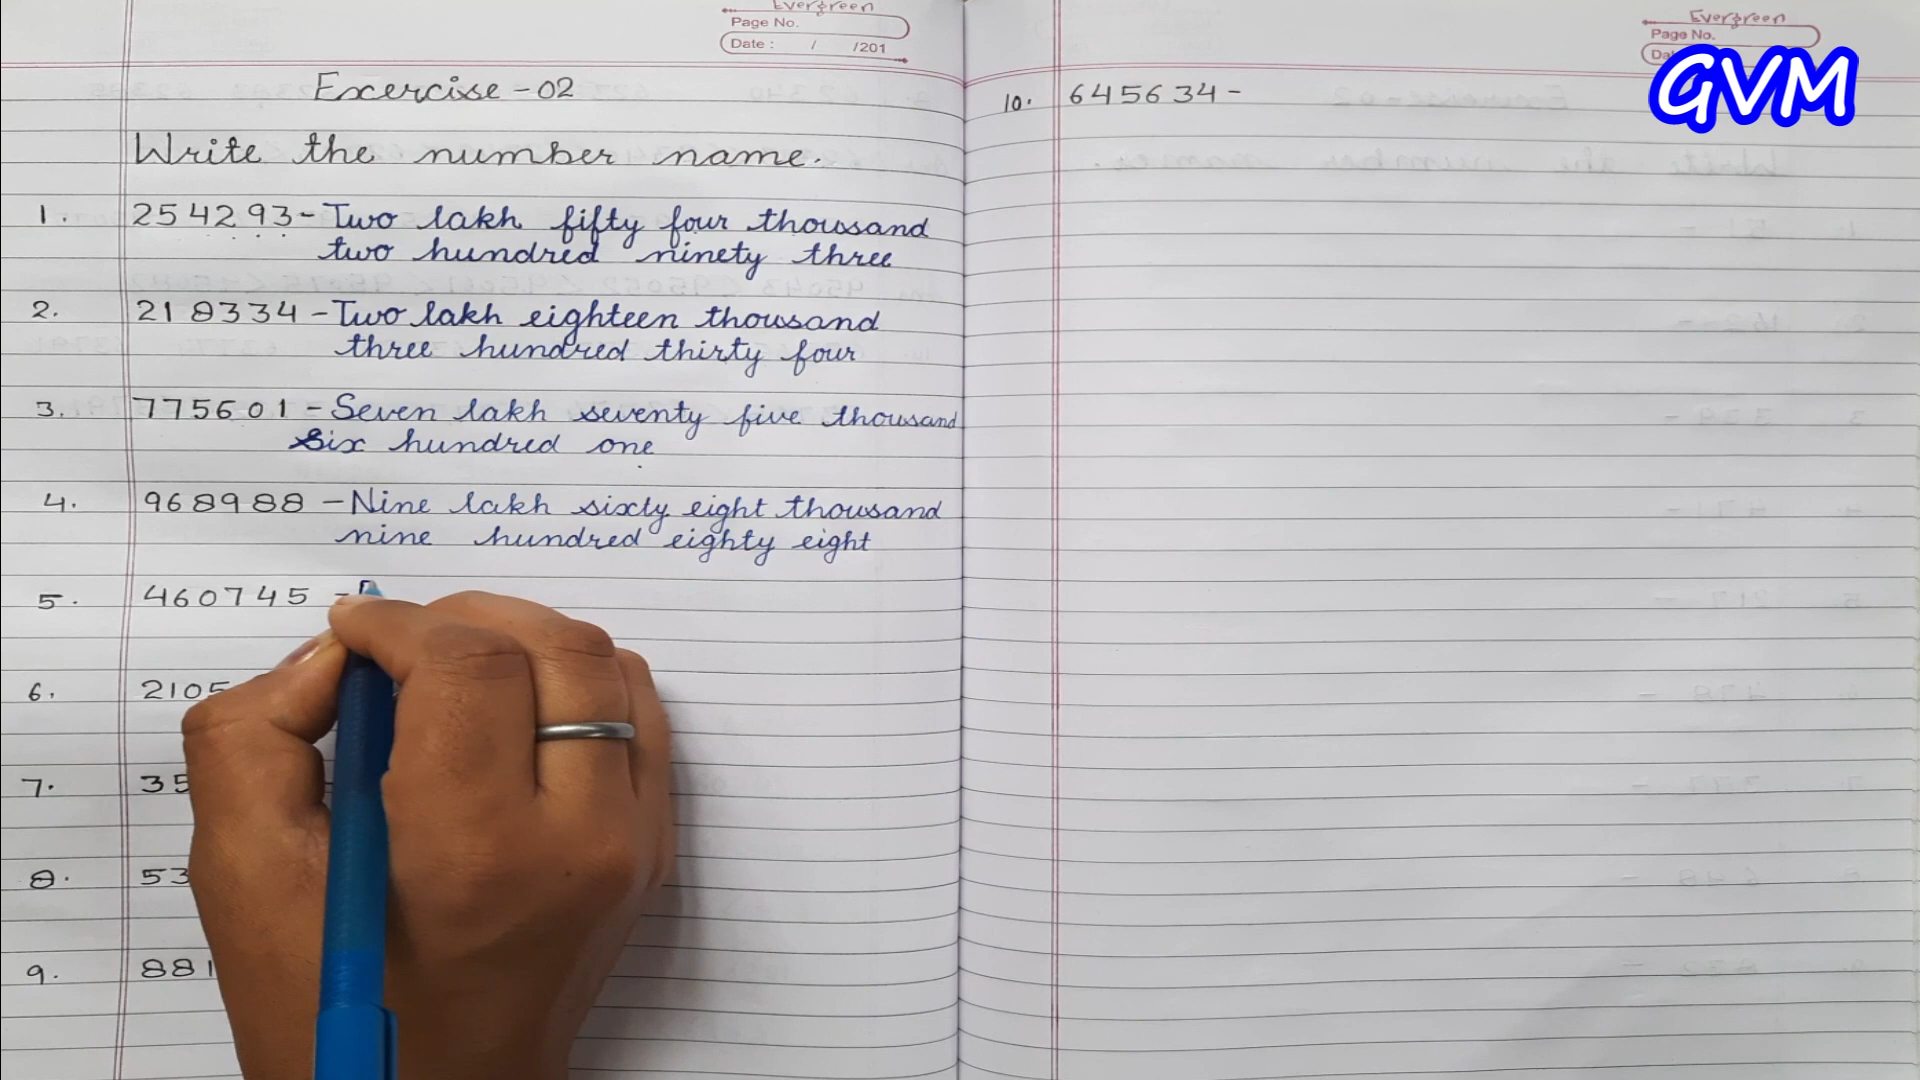 Evergreen
Page No.
Date : / /201
Exercise - 02
Write the number name.
1. 254293 - Two lakh fifty four thousand
two hundred ninety three
2. 218334 - Two lakh eighteen thousand
three hundred thirty four
3. 775601 - Seven lakh seventy five thousand
six hundred one
4. 968988 - Nine lakh sixty eight thousand
nine hundred eighty eight
5. 460745 -
6. 2105
7. 35
8. 53
9. 881
Evergreen
Page No.
GVM
10. 645634 -